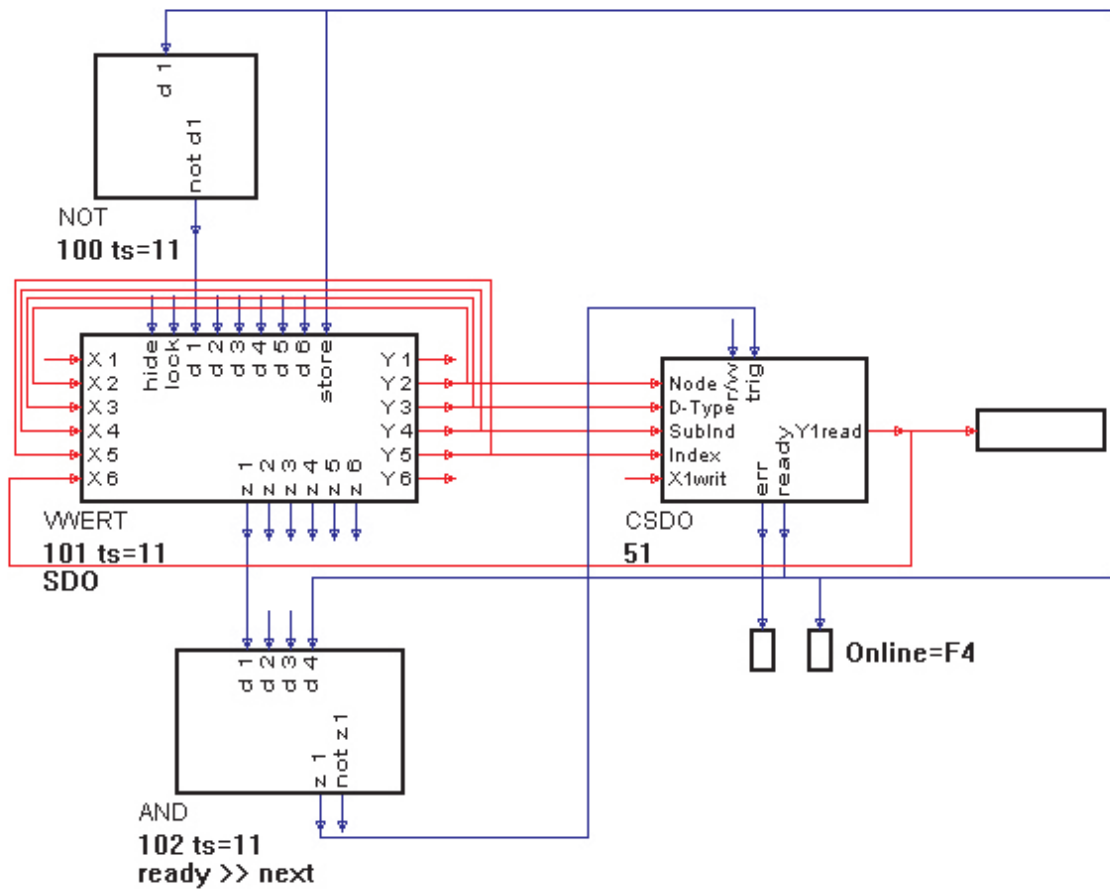 d 1
not d1
NOT
100 ts=11
hide
lock
d 1
d 2
d 3
d 4
d 5
d 6
store
X 1
X 2
X 3
X 4
X 5
X 6
Y 1
Y 2
Y 3
Y 4
Y 5
Y 6
z 1
z 2
z 3
z 4
z 5
z 6
VWERT
101 ts=11
SDO
r/w
trig
Node
D-Type
SubInd
Index
X1writ
Y1read
err
ready
CSDO
51
Online=F4
d 1
d 2
d 3
d 4
z 1
not z1
AND
102 ts=11
ready >> next